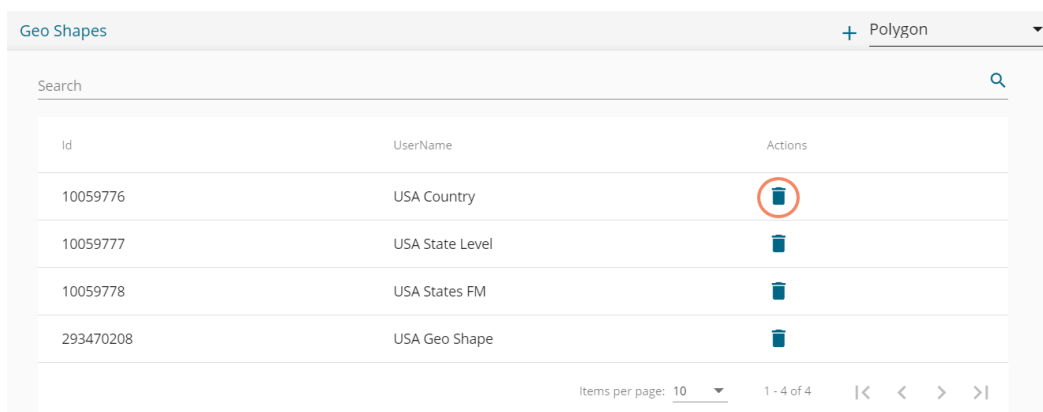 Geo Shapes + Polygon
Search
Id UserName Actions
10059776 USA Country
10059777 USA State Level
10059778 USA States FM
293470208 USA Geo Shape
Items per page: 10 1 - 4 of 4